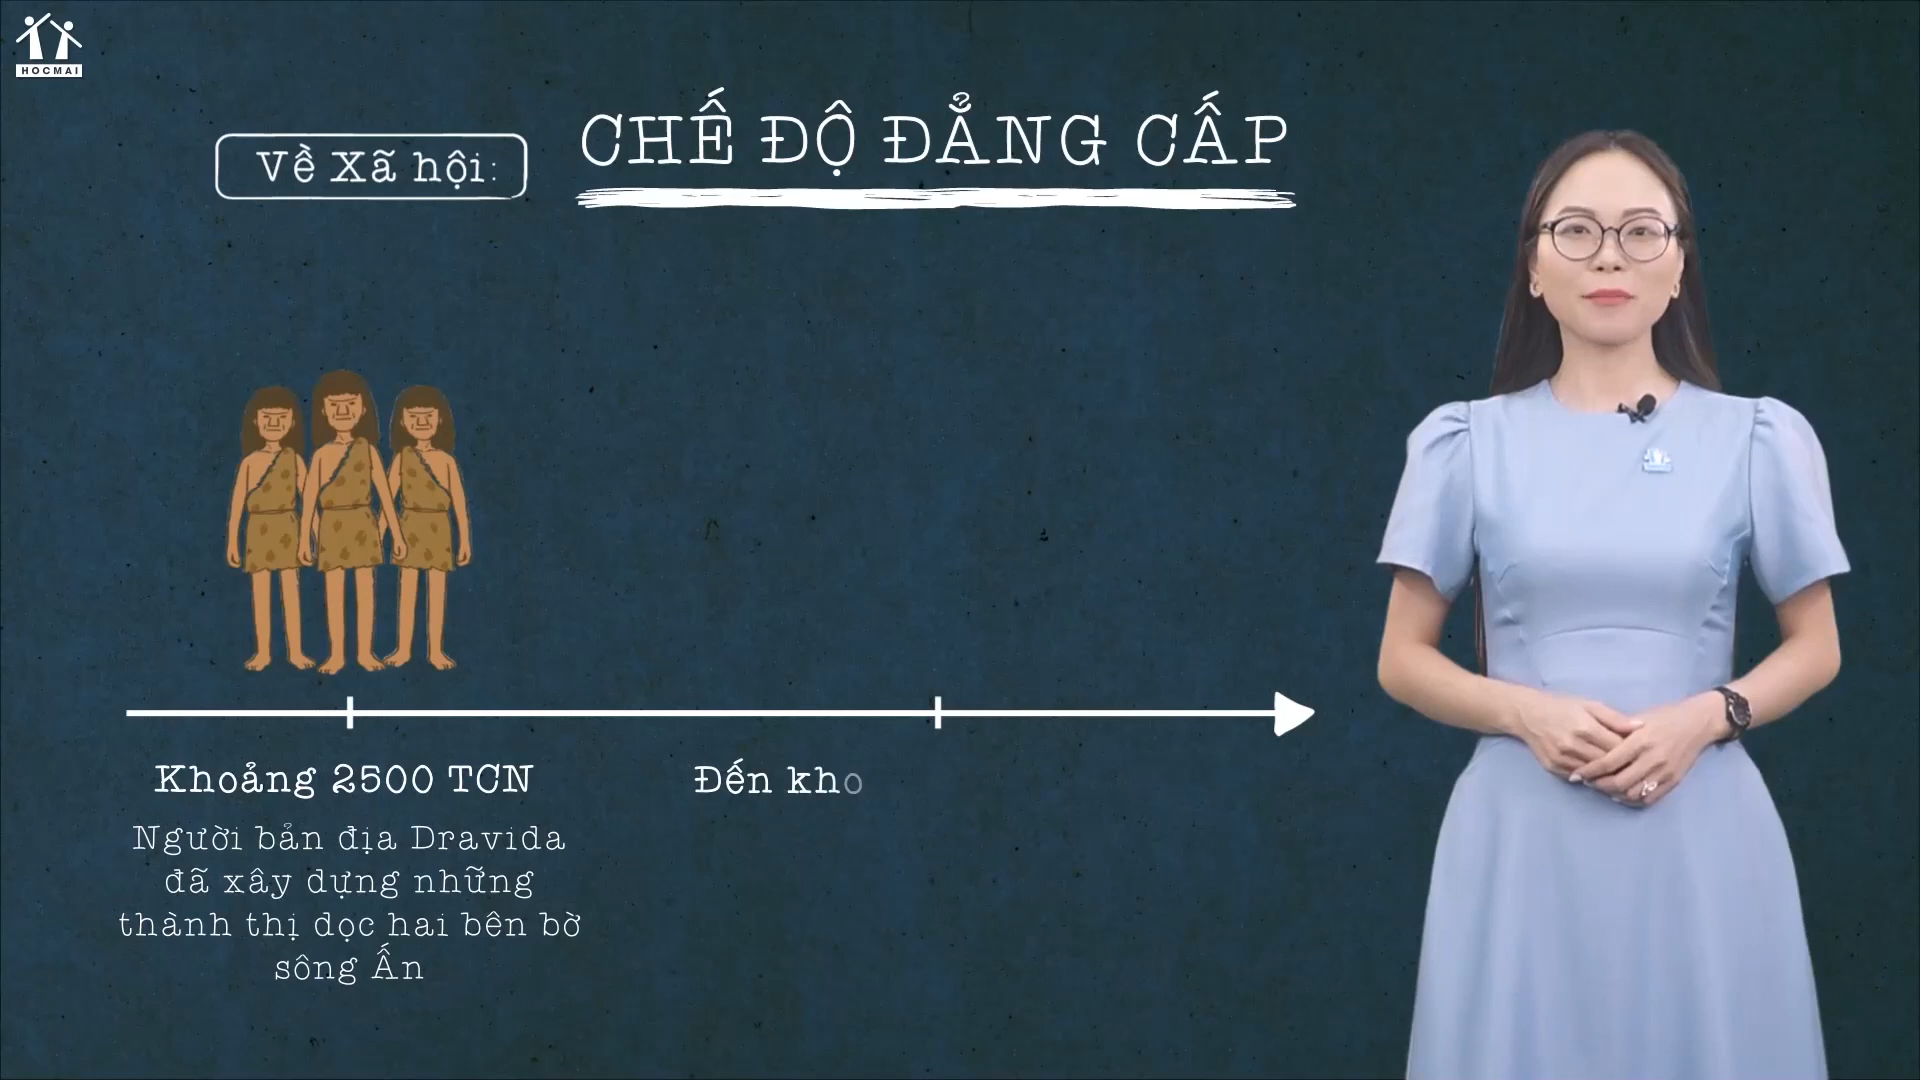 HOCMAI
Về Xã hội:
CHẾ ĐỘ ĐẲNG CẤP
Khoảng 2500 TCN
Người bản địa Dravida
đã xây dựng những
thành thị dọc hai bên bờ
sông Ấn
Đến kho